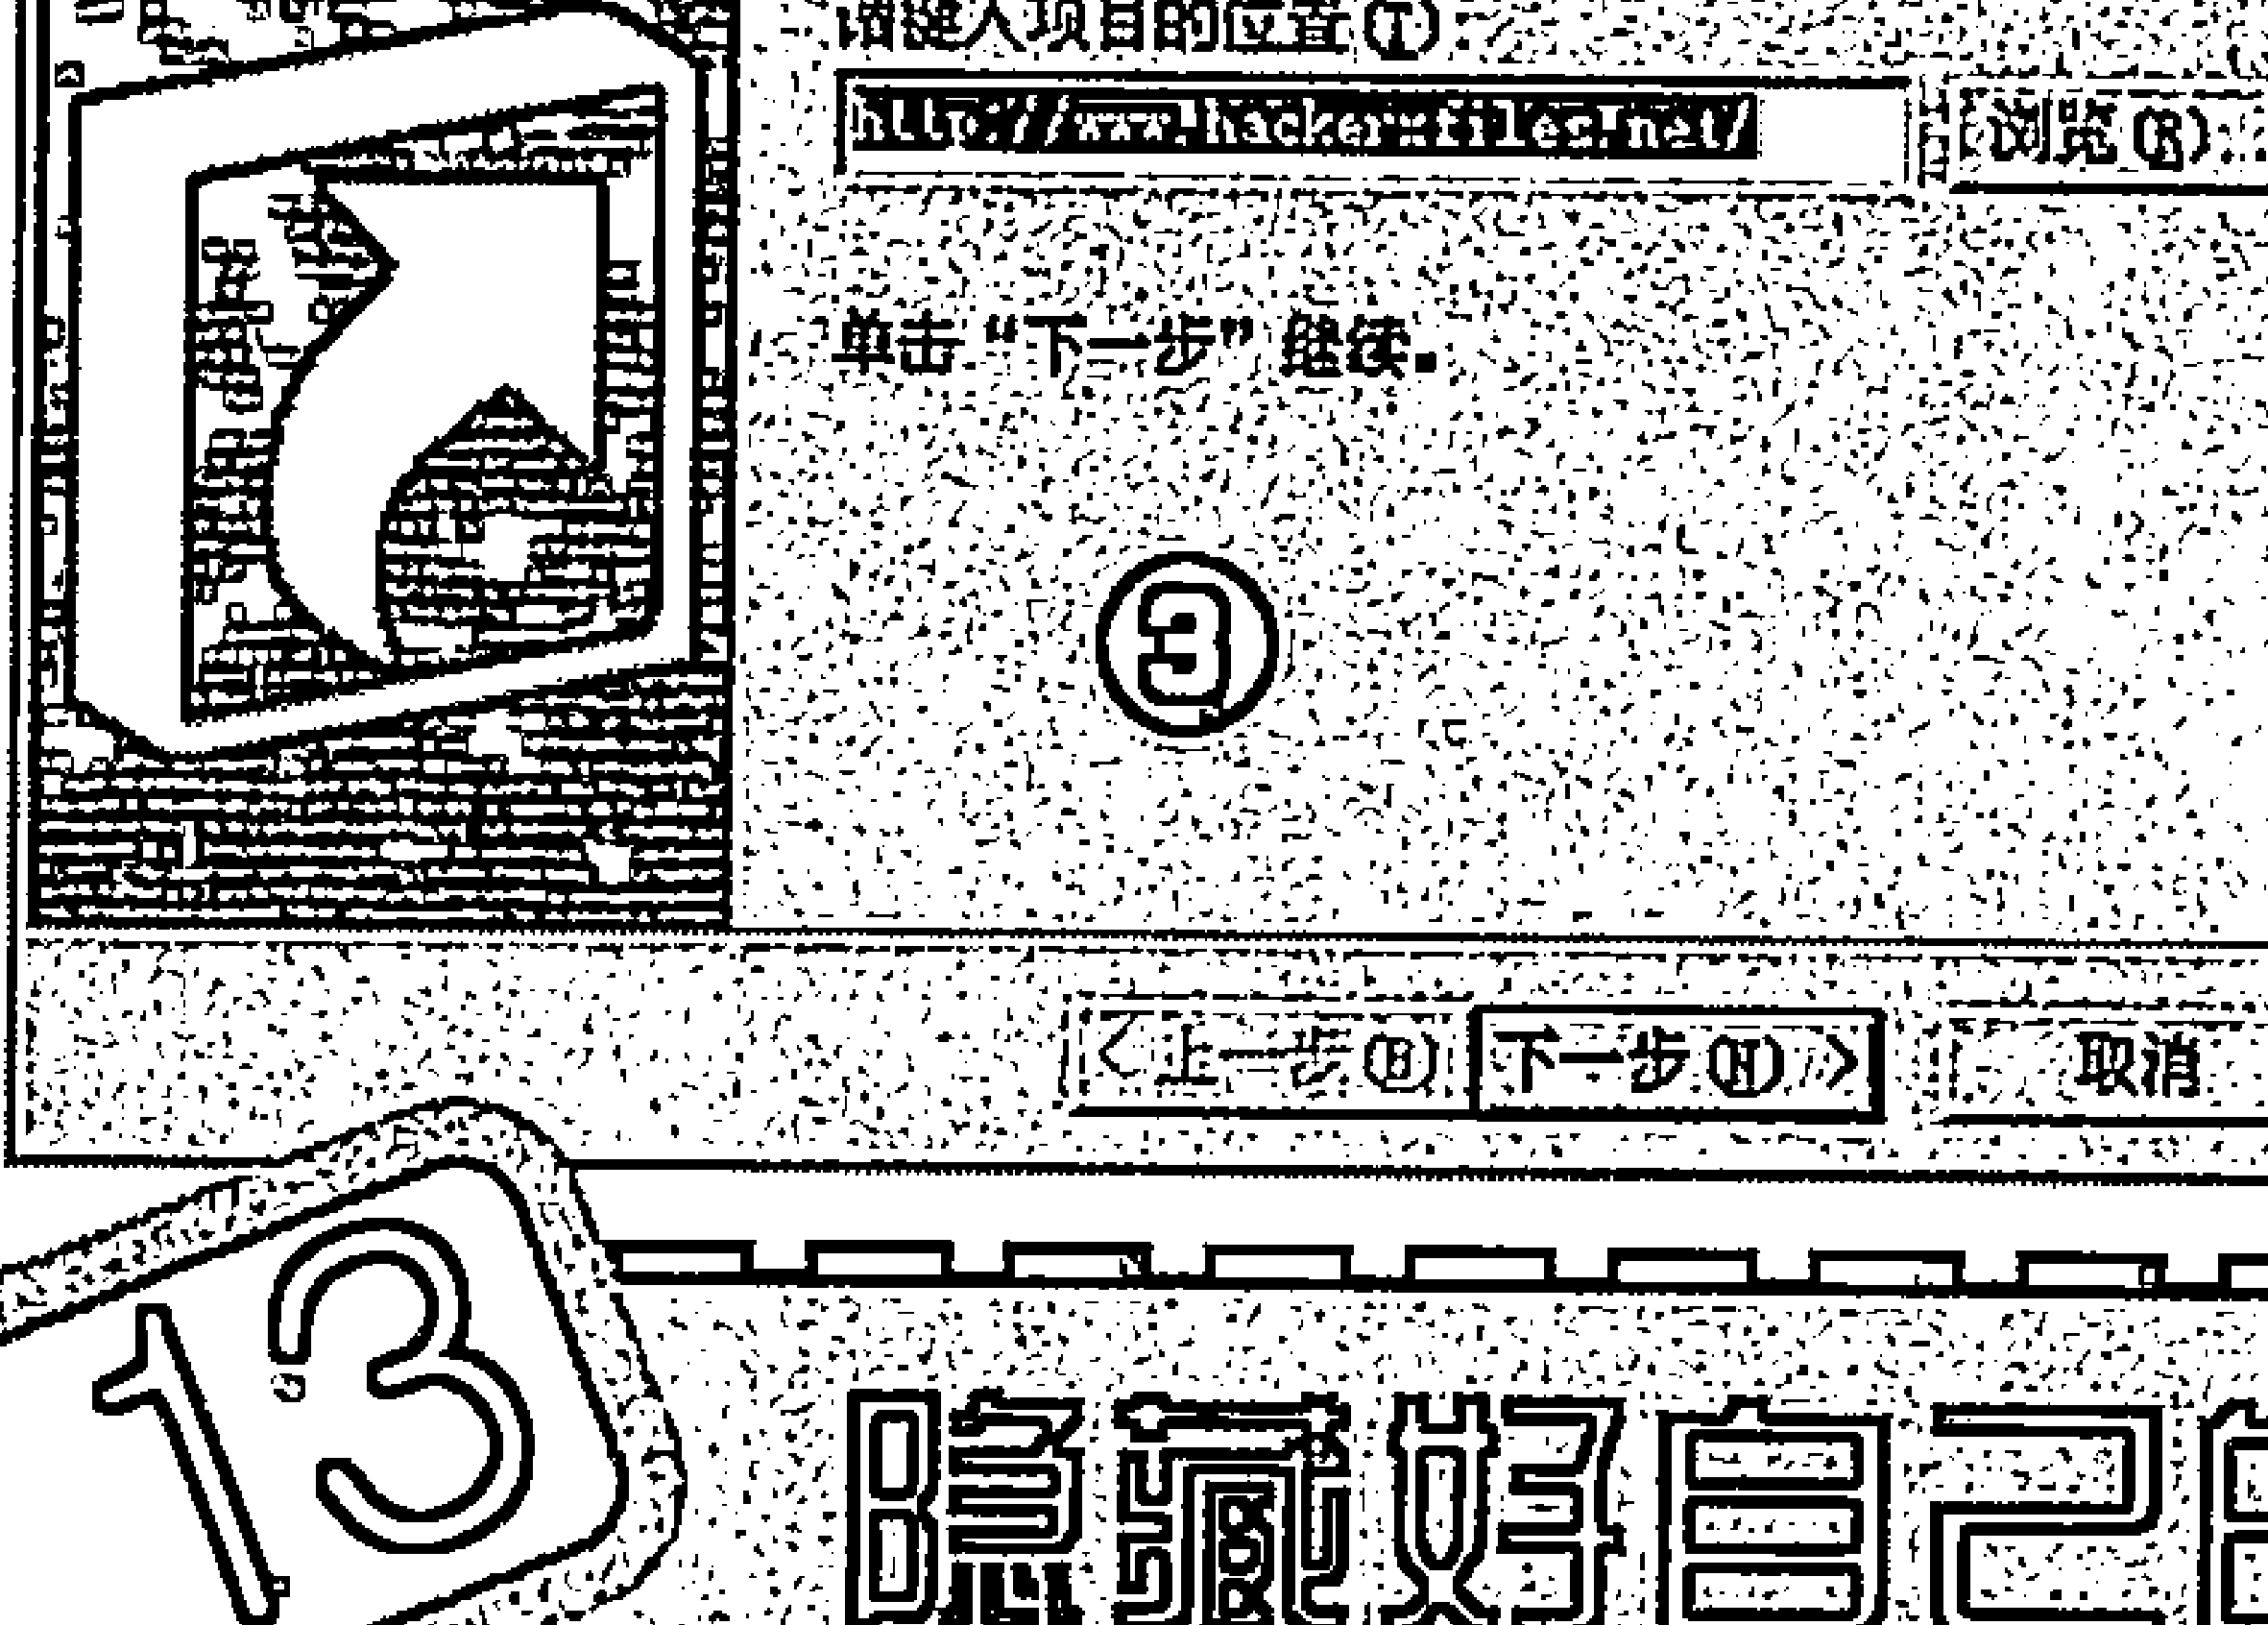 请键入项目的位置(T)
http://www.hackerxfiles.net/ 浏览(R)
单击“下一步”继续。
③
<上一步(B) 下一步(N) > 取消
13
隐藏好自己